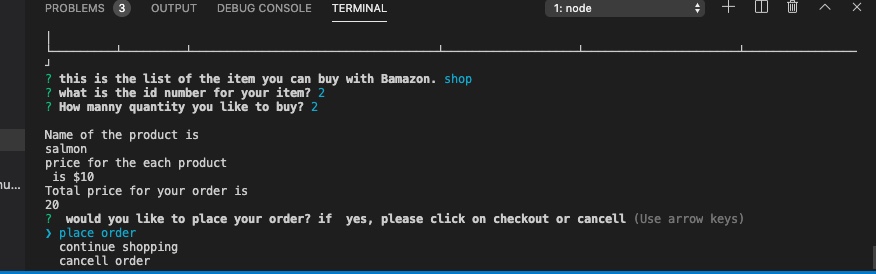 PROBLEMS 3 OUTPUT DEBUG CONSOLE TERMINAL 1: node
? this is the list of the item you can buy with Bamazon. shop
? what is the id number for your item? 2
? How manny quantity you like to buy? 2
Name of the product is
salmon
price for the each product
is $10
nu...
Total price for your order is
20
? would you like to place your order? if yes, please click on checkout or cancell (Use arrow keys)
❯ place order
continue shopping
cancell order